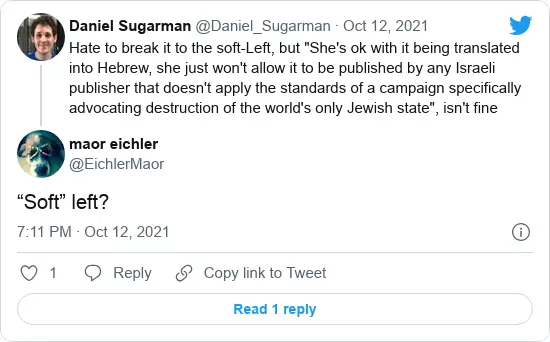 Daniel Sugarman @Daniel_Sugarman · Oct 12, 2021
Hate to break it to the soft-Left, but "She's ok with it being translated
into Hebrew, she just won't allow it to be published by any Israeli
publisher that doesn't apply the standards of a campaign specifically
advocating destruction of the world's only Jewish state", isn't fine
maor eichler
@EichlerMaor
“Soft” left?
7:11 PM · Oct 12, 2021
1 Reply Copy link to Tweet
Read 1 reply